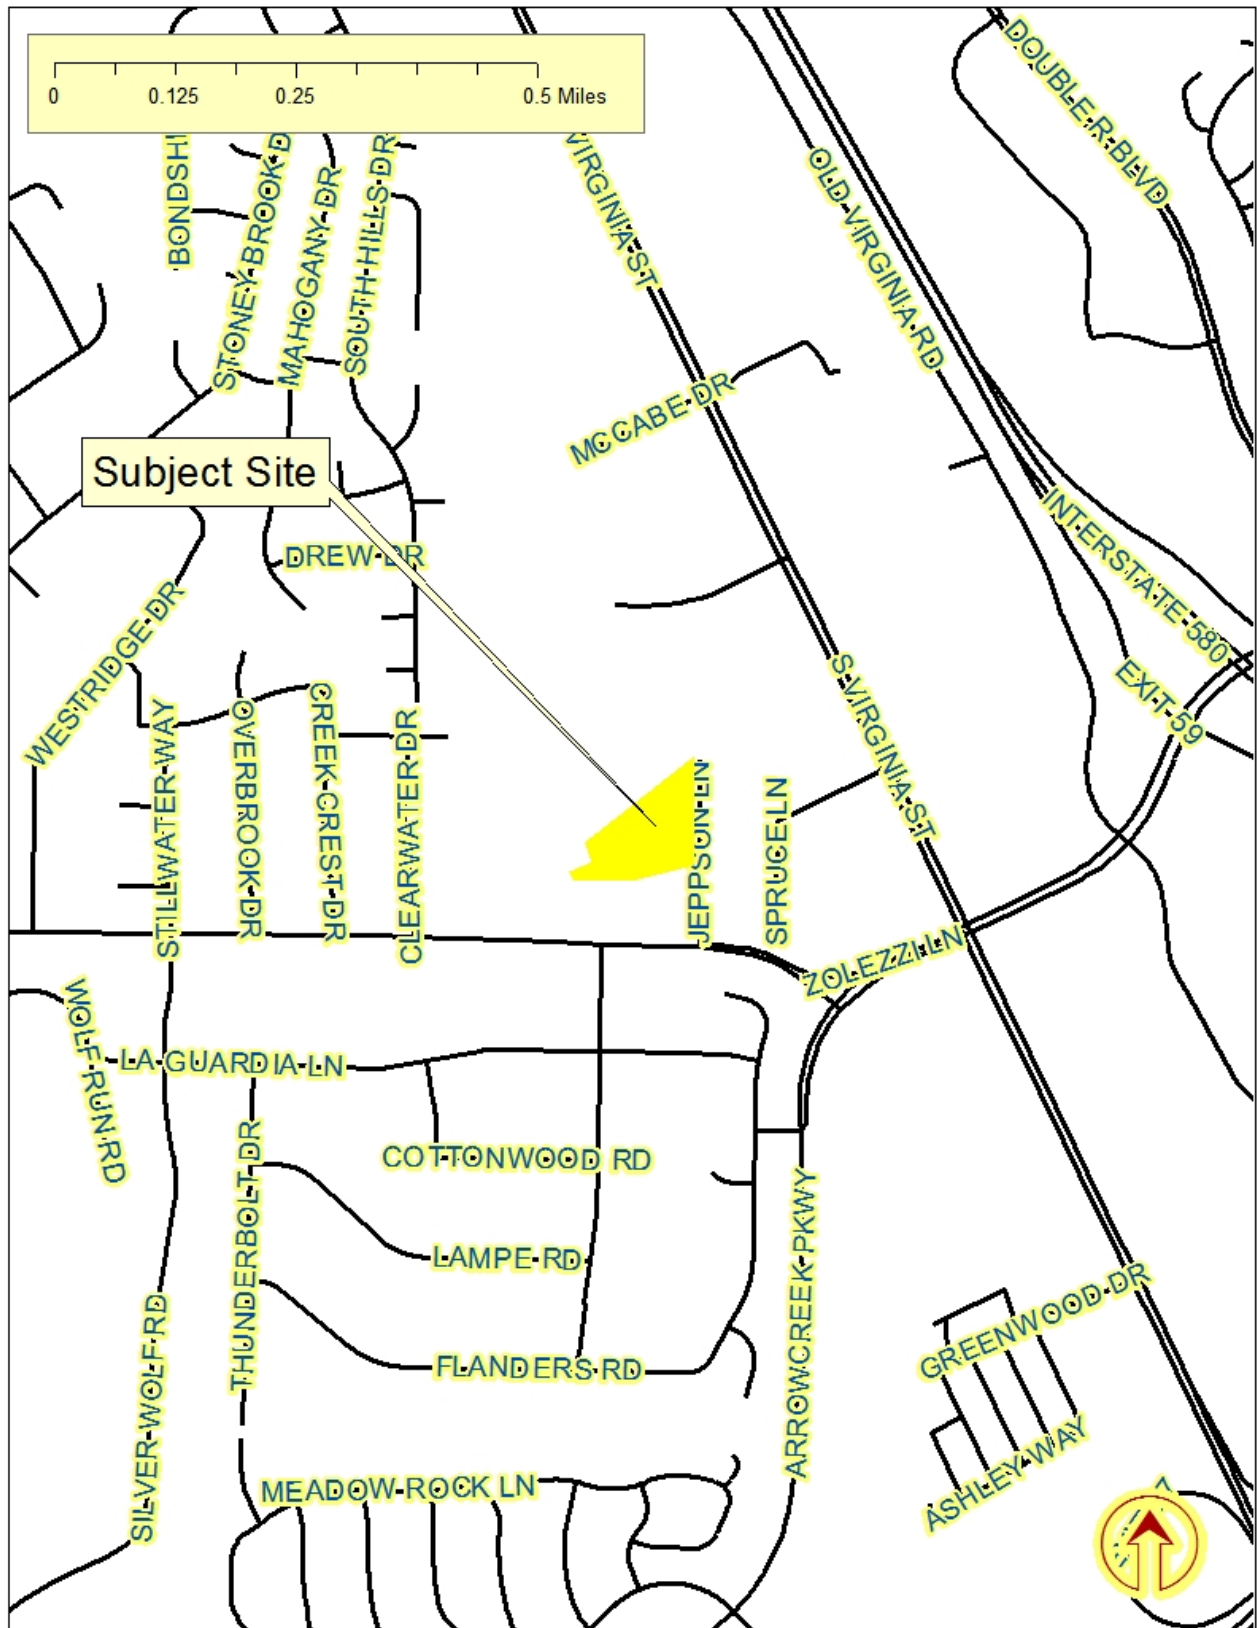 0 0.125 0.25 0.5 Miles
DOUBLE R BLVD
BONDSHI
STONEY BROOK D
MAHOGANY DR
SOUTH HILLS DR
VIRGINIA ST
OLD VIRGINIA RD
MCCABE DR
Subject Site
INTERSTATE 580
DREW DR
WESTRIDGE DR
S VIRGINIA ST
EXIT 59
STILLWATER WAY
OVERBROOK DR
CREEK CREST DR
CLEARWATER DR
JEPPSON LN
SPRUCE LN
ZOLEZZI LN
WOLF RUN RD
LA GUARDIA LN
COTTONWOOD RD
THUNDERBOLT DR
ARROWCREEK PKWY
LAMPE RD
GREENWOOD DR
SILVER WOLF RD
FLANDERS RD
ASHLEY WAY
MEADOW ROCK LN